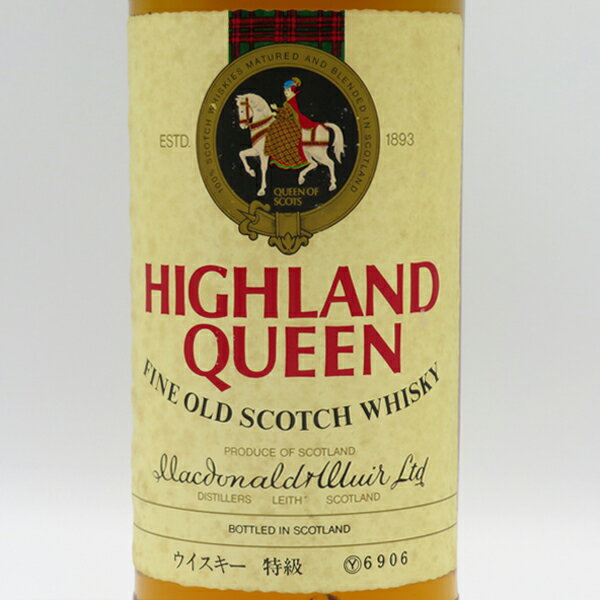 100% SCOTCH WHISKIES MATURED AND BLENDED IN SCOTLAND
ESTD. 1893
QUEEN OF
SCOTS
HIGHLAND
QUEEN
FINE OLD SCOTCH WHISKY
PRODUCE OF SCOTLAND
Macdonald & Muir Ltd
DISTILLERS LEITH SCOTLAND
BOTTLED IN SCOTLAND
ウイスキー 特級 Ⓨ6906